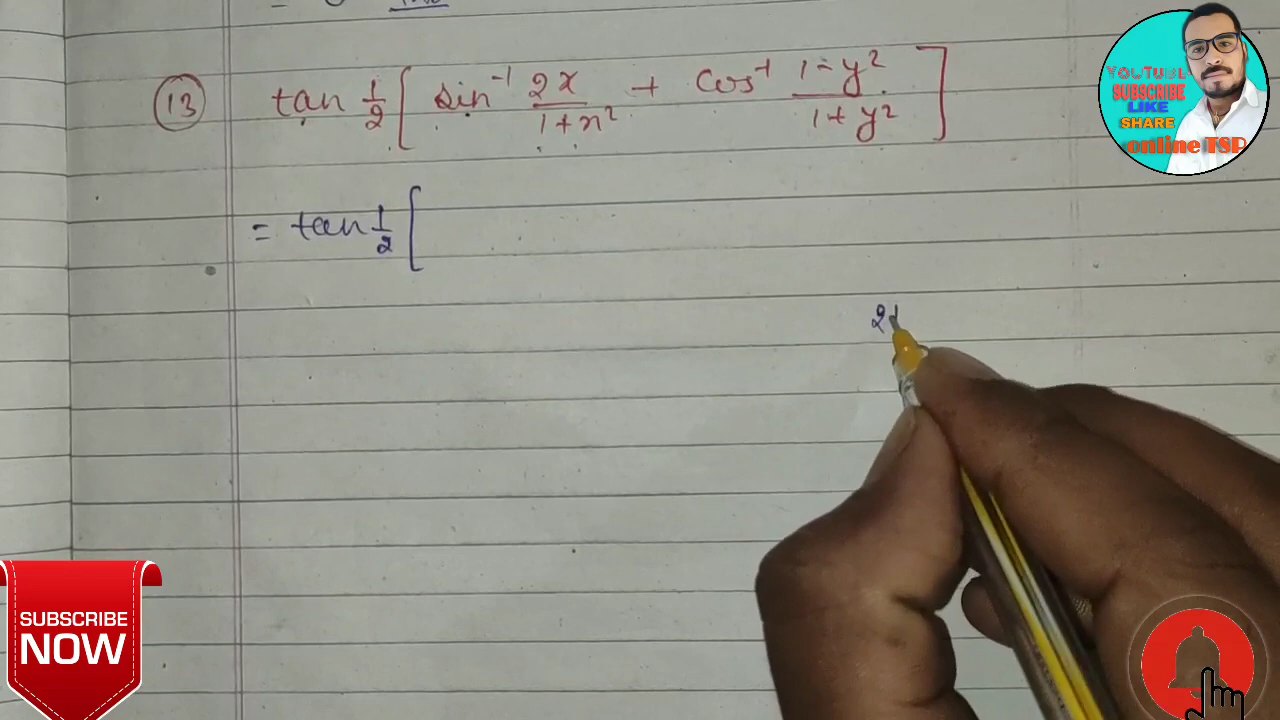 (13) tan 1/2 [ sin⁻¹ 2x/1+x² + cos⁻¹ 1-y²/1+y² ]
= tan 1/2 [
2
YOUTUBE
SUBSCRIBE
LIKE
SHARE
online TSP
SUBSCRIBE
NOW